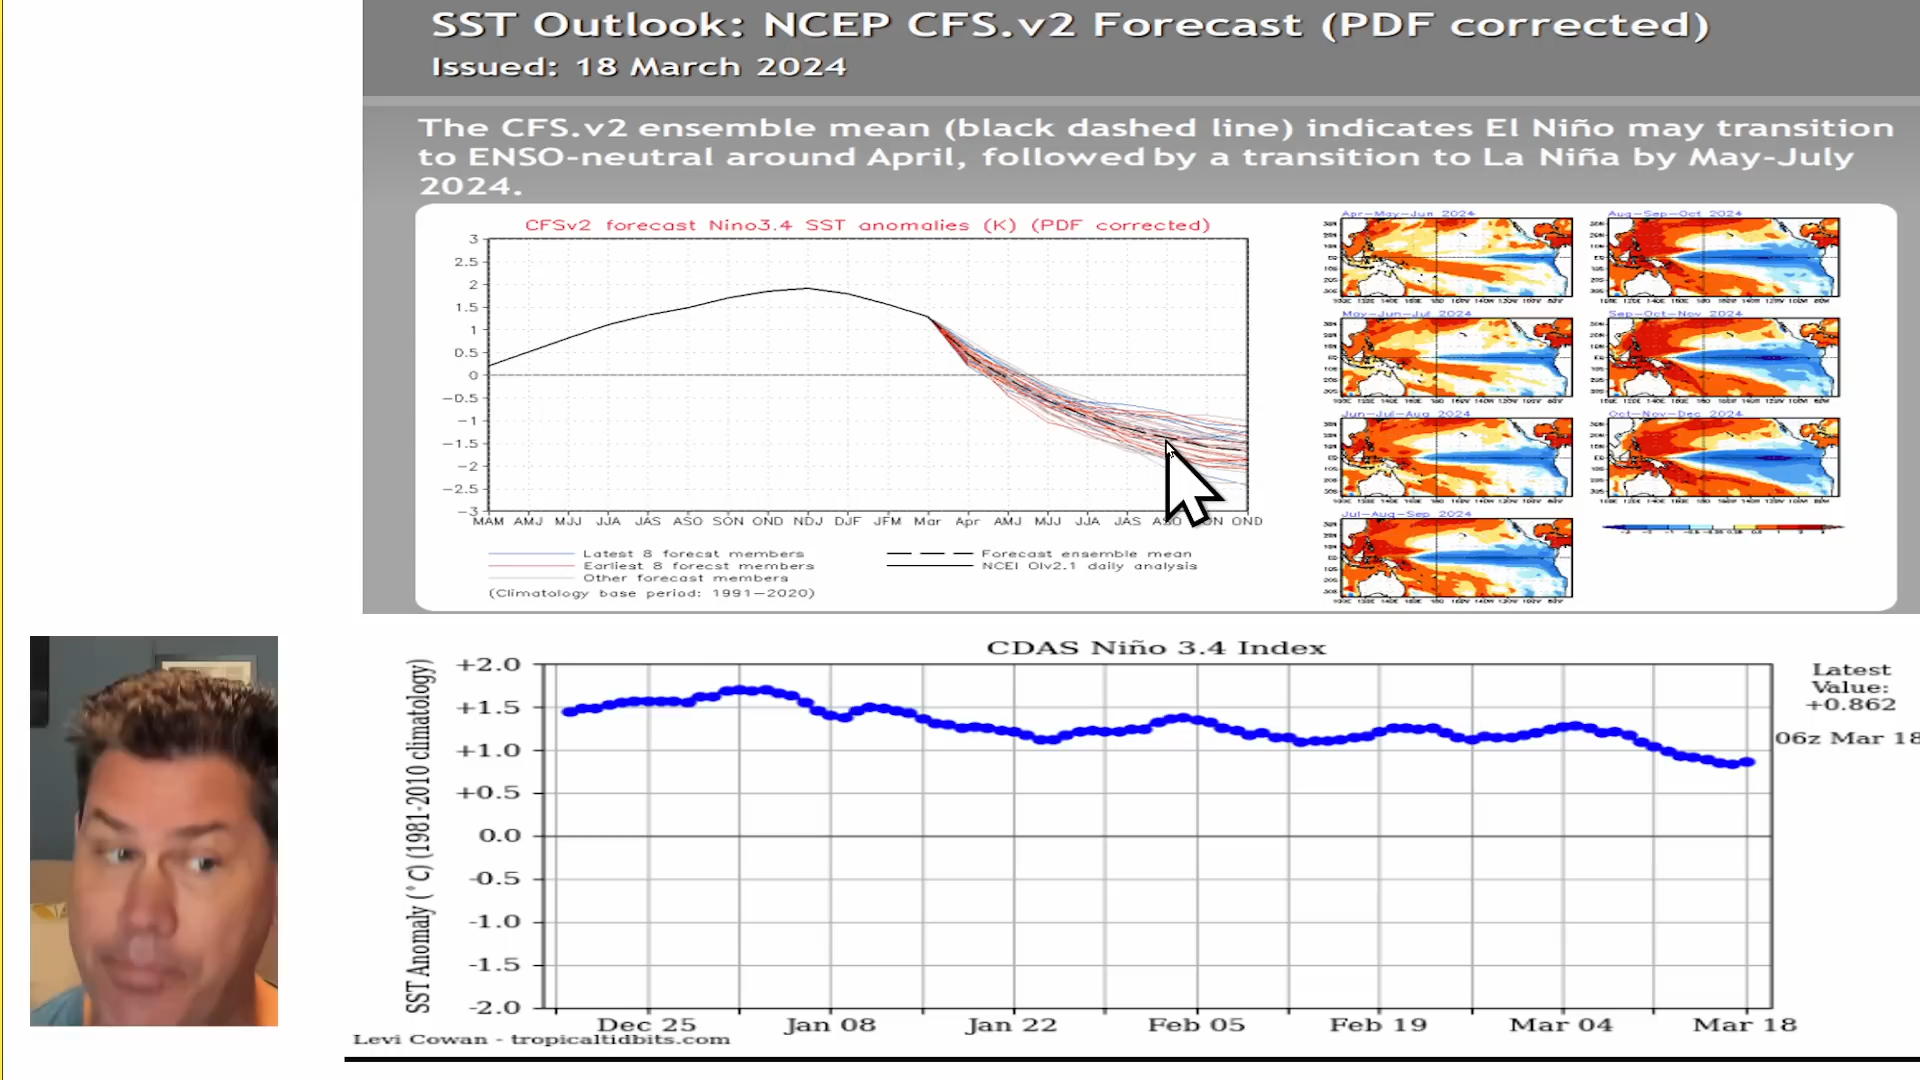 SST Outlook: NCEP CFS.v2 Forecast (PDF corrected)
Issued: 18 March 2024
The CFS.v2 ensemble mean (black dashed line) indicates El Niño may transition
to ENSO-neutral around April, followed by a transition to La Niña by May-July
2024.
CFSv2 forecast Nino3.4 SST anomalies (K) (PDF corrected)
3
2.5
2
1.5
1
0.5
0
-0.5
-1
-1.5
-2
-2.5
-3
MAM AMJ MJJ JJA JAS ASO SON OND NDJ DJF JFM Mar Apr AMJ MJJ JJA JAS OND
Latest 8 forecst members
Earliest 8 forecst members
Other forecast members
(Climatology base period: 1991-2020)
Forecast ensemble mean
NCEI OIv2.1 daily analysis
Apr-May-Jun 2024
Aug-Sep-Oct 2024
May-Jun-Jul 2024
Sep-Oct-Nov 2024
Jun-Jul-Aug 2024
Oct-Nov-Dec 2024
Jul-Aug-Sep 2024
CDAS Niño 3.4 Index
SST Anomaly (°C) (1981-2010 climatology)
+2.0
+1.5
+1.0
+0.5
0.0
-0.5
-1.0
-1.5
-2.0
Dec 25 Jan 08 Jan 22 Feb 05 Feb 19 Mar 04 Mar 18
Latest
Value:
+0.862
06z Mar 18
Levi Cowan - tropicaltidbits.com